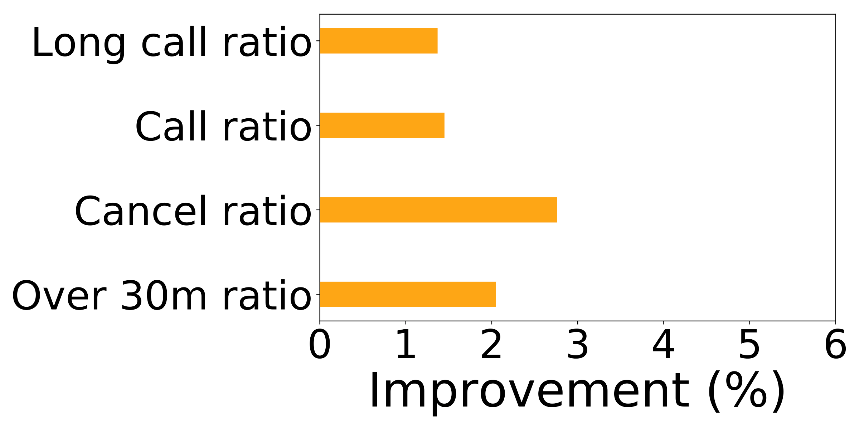 Long call ratio
Call ratio
Cancel ratio
Over 30m ratio
0 1 2 3 4 5 6
Improvement (%)